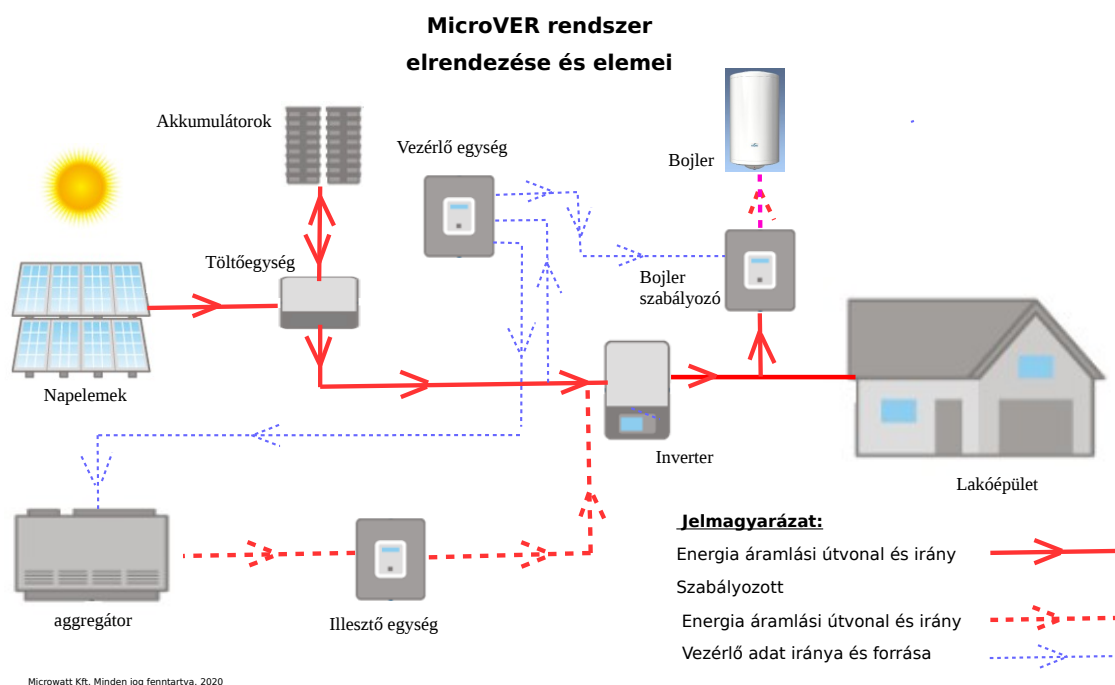 MicroVER rendszer
elrendezése és elemei
Akkumulátorok
Vezérlő egység
Bojler
Töltőegység
Bojler
szabályozó
Napelemek
Inverter
Lakóépület
Jelmagyarázat:
Energia áramlási útvonal és irány
Szabályozott
Energia áramlási útvonal és irány
Vezérlő adat iránya és forrása
aggregátor
Illesztő egység
Microwatt Kft. Minden jog fenntartva, 2020